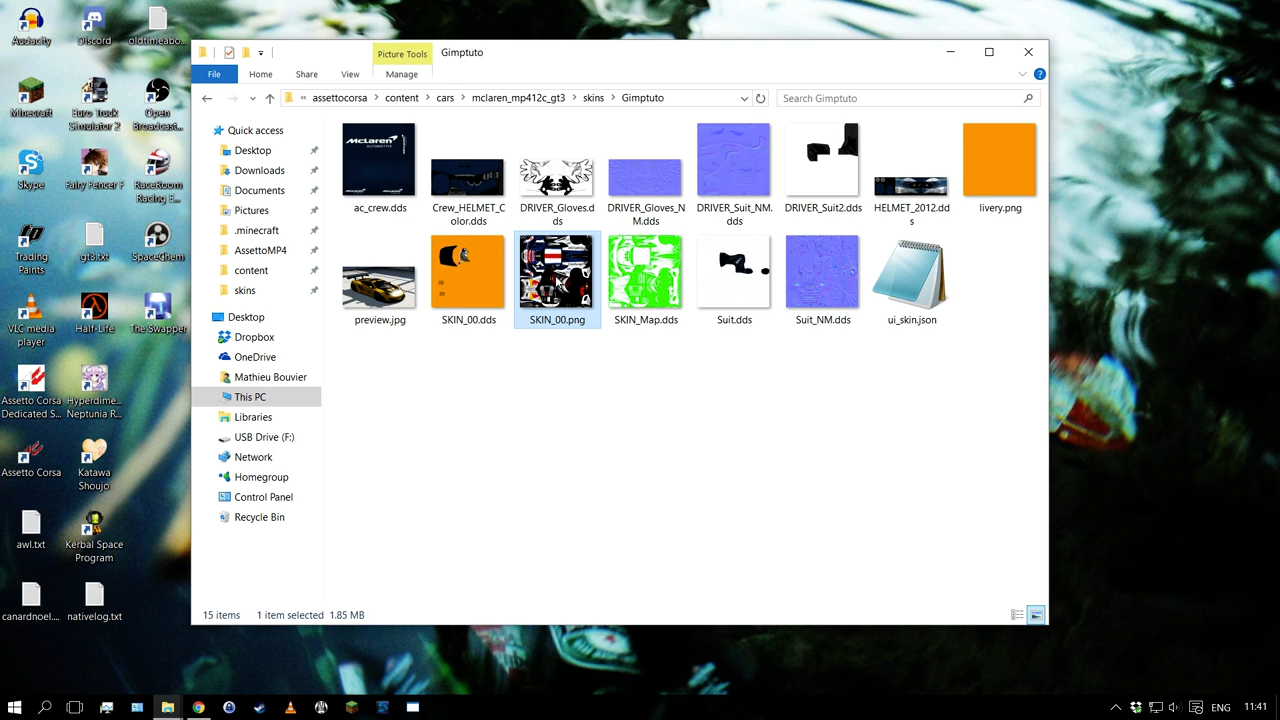 Audacity
Discord
oldtimeabo...
Minecraft
Euro Truck
Simulator 2
Open
Broadcast...
Skype
Fairy Fencer F
RaceRoom
Racing E...
Trading
Paints
gt3.txt
SpaceChem
VLC media
player
Half-Life
The Swapper
Assetto Corsa
Dedicated S...
Hyperdime...
Neptunia R...
Assetto Corsa
Katawa
Shoujo
awl.txt
Kerbal Space
Program
canardnoel....
nativelog.txt
Picture Tools
Gimptuto
File
Home
Share
View
Manage
« assettocorsa > content > cars > mclaren_mp412c_gt3 > skins > Gimptuto
Search Gimptuto
Quick access
Desktop
Downloads
Documents
Pictures
.minecraft
AssettoMP4
content
skins
Desktop
Dropbox
OneDrive
Mathieu Bouvier
This PC
Libraries
USB Drive (F:)
Network
Homegroup
Control Panel
Recycle Bin
McLaren
ac_crew.dds
Crew_HELMET_C
olor.dds
DRIVER_Gloves.d
ds
DRIVER_Gloves_N
M.dds
DRIVER_Suit_NM.
dds
DRIVER_Suit2.dds
HELMET_2012.dd
s
livery.png
preview.jpg
SKIN_00.dds
SKIN_00.png
SKIN_Map.dds
Suit.dds
Suit_NM.dds
ui_skin.json
15 items
1 item selected 1.85 MB
ENG
11:41